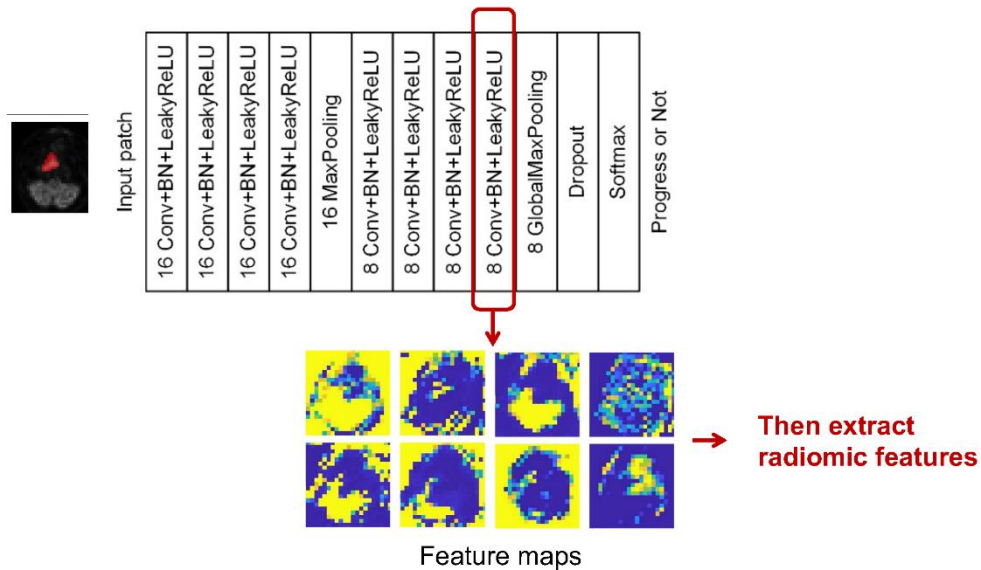 Input patch
16 Conv+BN+LeakyReLU
16 Conv+BN+LeakyReLU
16 Conv+BN+LeakyReLU
16 Conv+BN+LeakyReLU
16 MaxPooling
8 Conv+BN+LeakyReLU
8 Conv+BN+LeakyReLU
8 Conv+BN+LeakyReLU
8 Conv+BN+LeakyReLU
8 GlobalMaxPooling
Dropout
Softmax
Progress or Not
Then extract
radiomic features
Feature maps